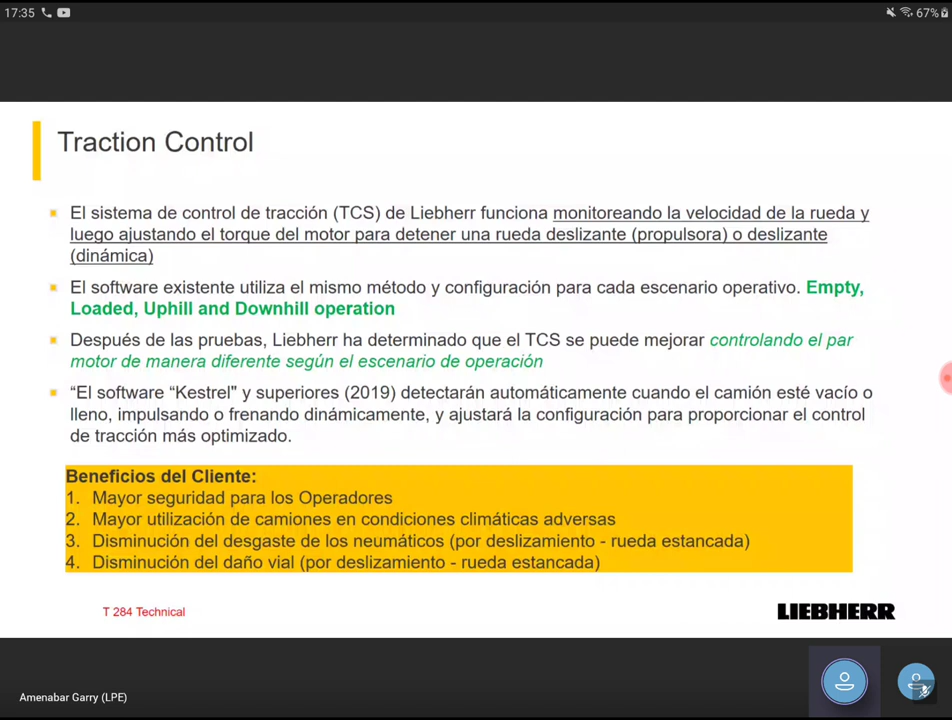 17:35
67%
Traction Control
El sistema de control de tracción (TCS) de Liebherr funciona monitoreando la velocidad de la rueda y
luego ajustando el torque del motor para detener una rueda deslizante (propulsora) o deslizante
(dinámica)
El software existente utiliza el mismo método y configuración para cada escenario operativo. Empty,
Loaded, Uphill and Downhill operation
Después de las pruebas, Liebherr ha determinado que el TCS se puede mejorar controlando el par
motor de manera diferente según el escenario de operación
“El software “Kestrel" y superiores (2019) detectarán automáticamente cuando el camión esté vacío o
lleno, impulsando o frenando dinámicamente, y ajustará la configuración para proporcionar el control
de tracción más optimizado.
Beneficios del Cliente:
1. Mayor seguridad para los Operadores
2. Mayor utilización de camiones en condiciones climáticas adversas
3. Disminución del desgaste de los neumáticos (por deslizamiento - rueda estancada)
4. Disminución del daño vial (por deslizamiento - rueda estancada)
T 284 Technical
LIEBHERR
Amenabar Garry (LPE)